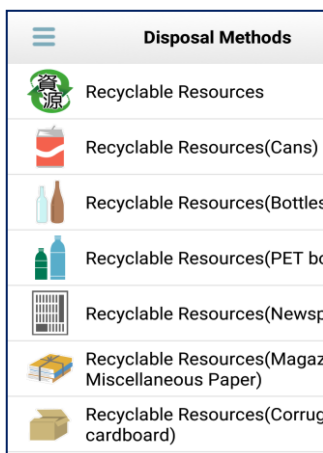 Disposal Methods
資源
Recyclable Resources
Recyclable Resources(Cans)
Recyclable Resources(Bottles
Recyclable Resources(PET bo
Recyclable Resources(Newsp
Recyclable Resources(Magaz
Miscellaneous Paper)
Recyclable Resources(Corrug
cardboard)